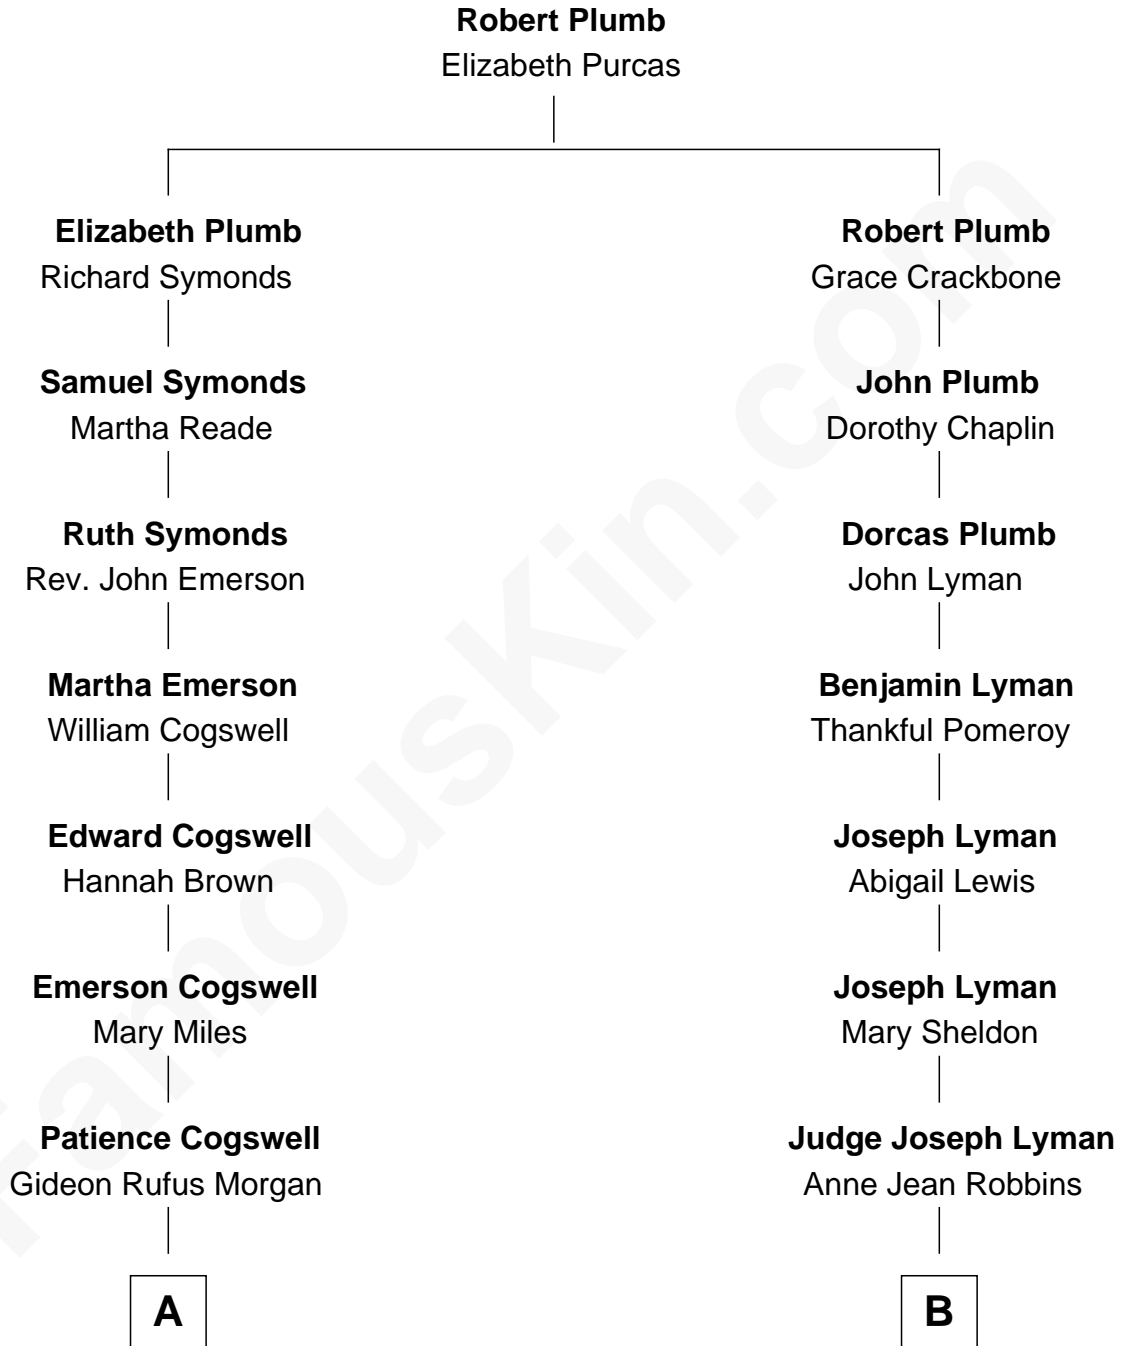 Robert Plumb
Elizabeth Purcas
Elizabeth Plumb
Richard Symonds
Robert Plumb
Grace Crackbone
Samuel Symonds
Martha Reade
John Plumb
Dorothy Chaplin
Ruth Symonds
Rev. John Emerson
Dorcas Plumb
John Lyman
Martha Emerson
William Cogswell
Benjamin Lyman
Thankful Pomeroy
Edward Cogswell
Hannah Brown
Joseph Lyman
Abigail Lewis
Emerson Cogswell
Mary Miles
Joseph Lyman
Mary Sheldon
Patience Cogswell
Gideon Rufus Morgan
Judge Joseph Lyman
Anne Jean Robbins
A
B
FamousKin.com